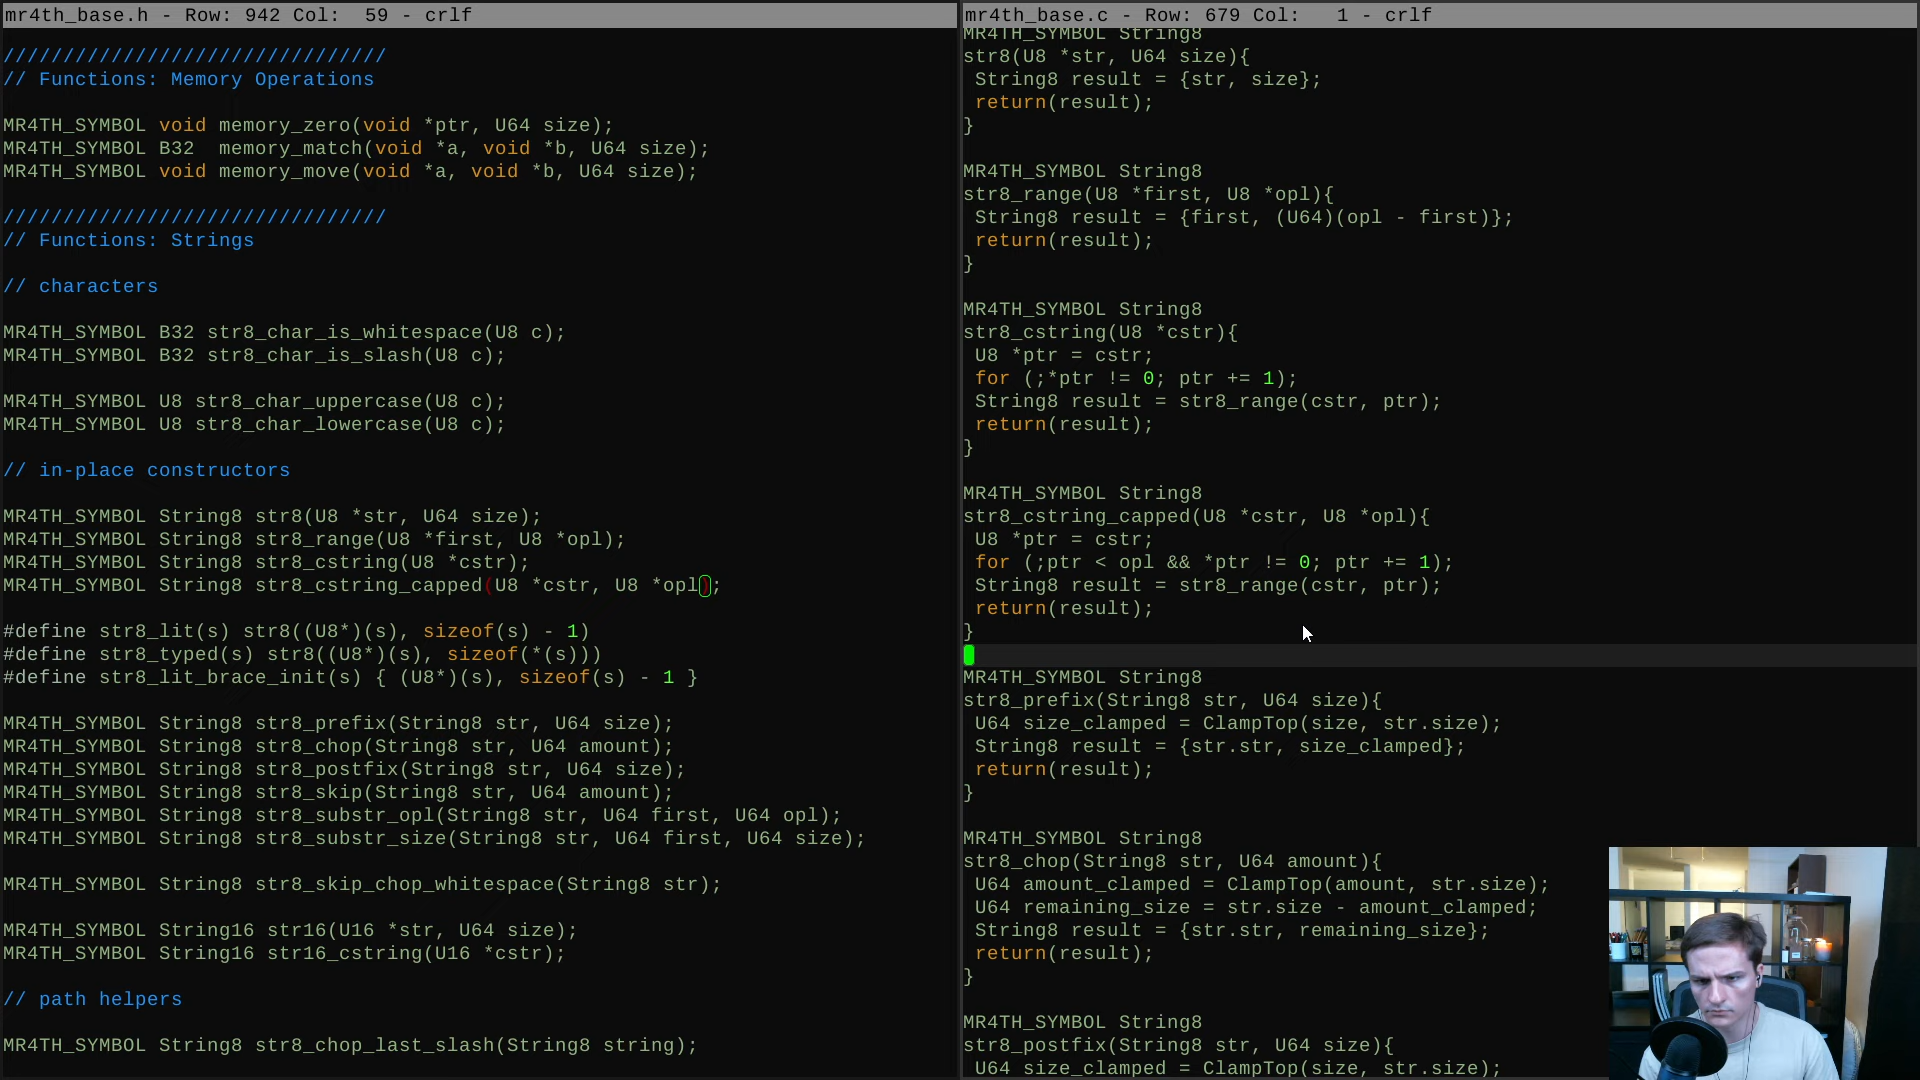 mr4th_base.h - Row: 942 Col:  59 - crlf
////////////////////////////////
// Functions: Memory Operations
MR4TH_SYMBOL void memory_zero(void *ptr, U64 size);
MR4TH_SYMBOL B32  memory_match(void *a, void *b, U64 size);
MR4TH_SYMBOL void memory_move(void *a, void *b, U64 size);
////////////////////////////////
// Functions: Strings
// characters
MR4TH_SYMBOL B32 str8_char_is_whitespace(U8 c);
MR4TH_SYMBOL B32 str8_char_is_slash(U8 c);
MR4TH_SYMBOL U8 str8_char_uppercase(U8 c);
MR4TH_SYMBOL U8 str8_char_lowercase(U8 c);
// in-place constructors
MR4TH_SYMBOL String8 str8(U8 *str, U64 size);
MR4TH_SYMBOL String8 str8_range(U8 *first, U8 *opl);
MR4TH_SYMBOL String8 str8_cstring(U8 *cstr);
MR4TH_SYMBOL String8 str8_cstring_capped(U8 *cstr, U8 *opl);
#define str8_lit(s) str8((U8*)(s), sizeof(s) - 1)
#define str8_typed(s) str8((U8*)(s), sizeof(*(s)))
#define str8_lit_brace_init(s) { (U8*)(s), sizeof(s) - 1 }
MR4TH_SYMBOL String8 str8_prefix(String8 str, U64 size);
MR4TH_SYMBOL String8 str8_chop(String8 str, U64 amount);
MR4TH_SYMBOL String8 str8_postfix(String8 str, U64 size);
MR4TH_SYMBOL String8 str8_skip(String8 str, U64 amount);
MR4TH_SYMBOL String8 str8_substr_opl(String8 str, U64 first, U64 opl);
MR4TH_SYMBOL String8 str8_substr_size(String8 str, U64 first, U64 size);
MR4TH_SYMBOL String8 str8_skip_chop_whitespace(String8 str);
MR4TH_SYMBOL String16 str16(U16 *str, U64 size);
MR4TH_SYMBOL String16 str16_cstring(U16 *cstr);
// path helpers
MR4TH_SYMBOL String8 str8_chop_last_slash(String8 string);
mr4th_base.c - Row: 679 Col:   1 - crlf
MR4TH_SYMBOL String8
str8(U8 *str, U64 size){
 String8 result = {str, size};
 return(result);
}
MR4TH_SYMBOL String8
str8_range(U8 *first, U8 *opl){
 String8 result = {first, (U64)(opl - first)};
 return(result);
}
MR4TH_SYMBOL String8
str8_cstring(U8 *cstr){
 U8 *ptr = cstr;
 for (;*ptr != 0; ptr += 1);
 String8 result = str8_range(cstr, ptr);
 return(result);
}
MR4TH_SYMBOL String8
str8_cstring_capped(U8 *cstr, U8 *opl){
 U8 *ptr = cstr;
 for (;ptr < opl && *ptr != 0; ptr += 1);
 String8 result = str8_range(cstr, ptr);
 return(result);
}
MR4TH_SYMBOL String8
str8_prefix(String8 str, U64 size){
 U64 size_clamped = ClampTop(size, str.size);
 String8 result = {str.str, size_clamped};
 return(result);
}
MR4TH_SYMBOL String8
str8_chop(String8 str, U64 amount){
 U64 amount_clamped = ClampTop(amount, str.size);
 U64 remaining_size = str.size - amount_clamped;
 String8 result = {str.str, remaining_size};
 return(result);
}
MR4TH_SYMBOL String8
str8_postfix(String8 str, U64 size){
 U64 size_clamped = ClampTop(size, str.size);